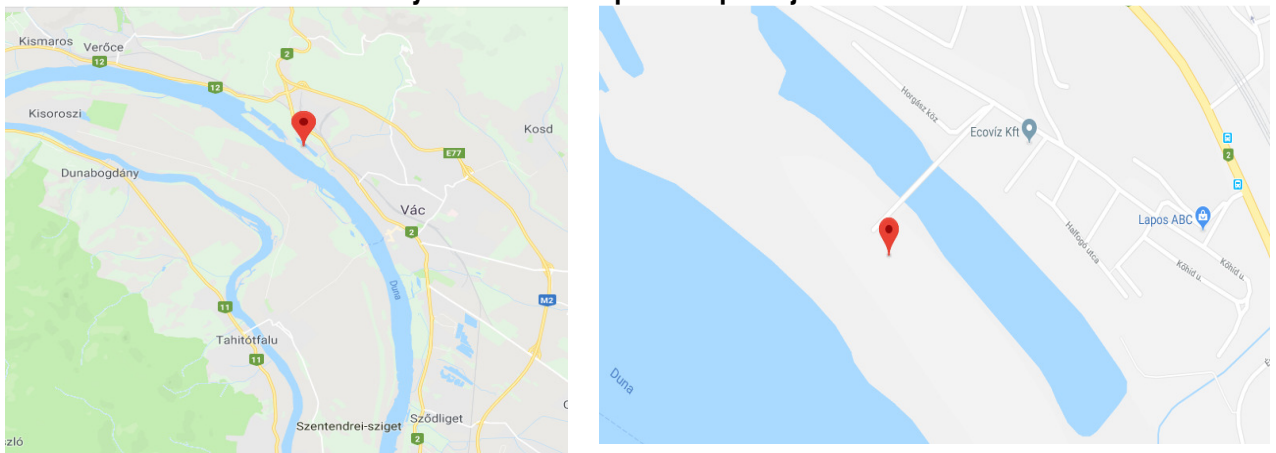 Kismaros
Verőce
12
2
12
Kisoroszi
Kosd
E77
Dunabogdány
Vác
2
Duna
M2
11
Tahitótfalu
11
Szentendrei-sziget
Sződliget
2
szló
Horgász köz
Ecovíz Kft
2
Lapos ABC
Halfogó utca
Kőhíd u.
Kőhíd u.
Duna